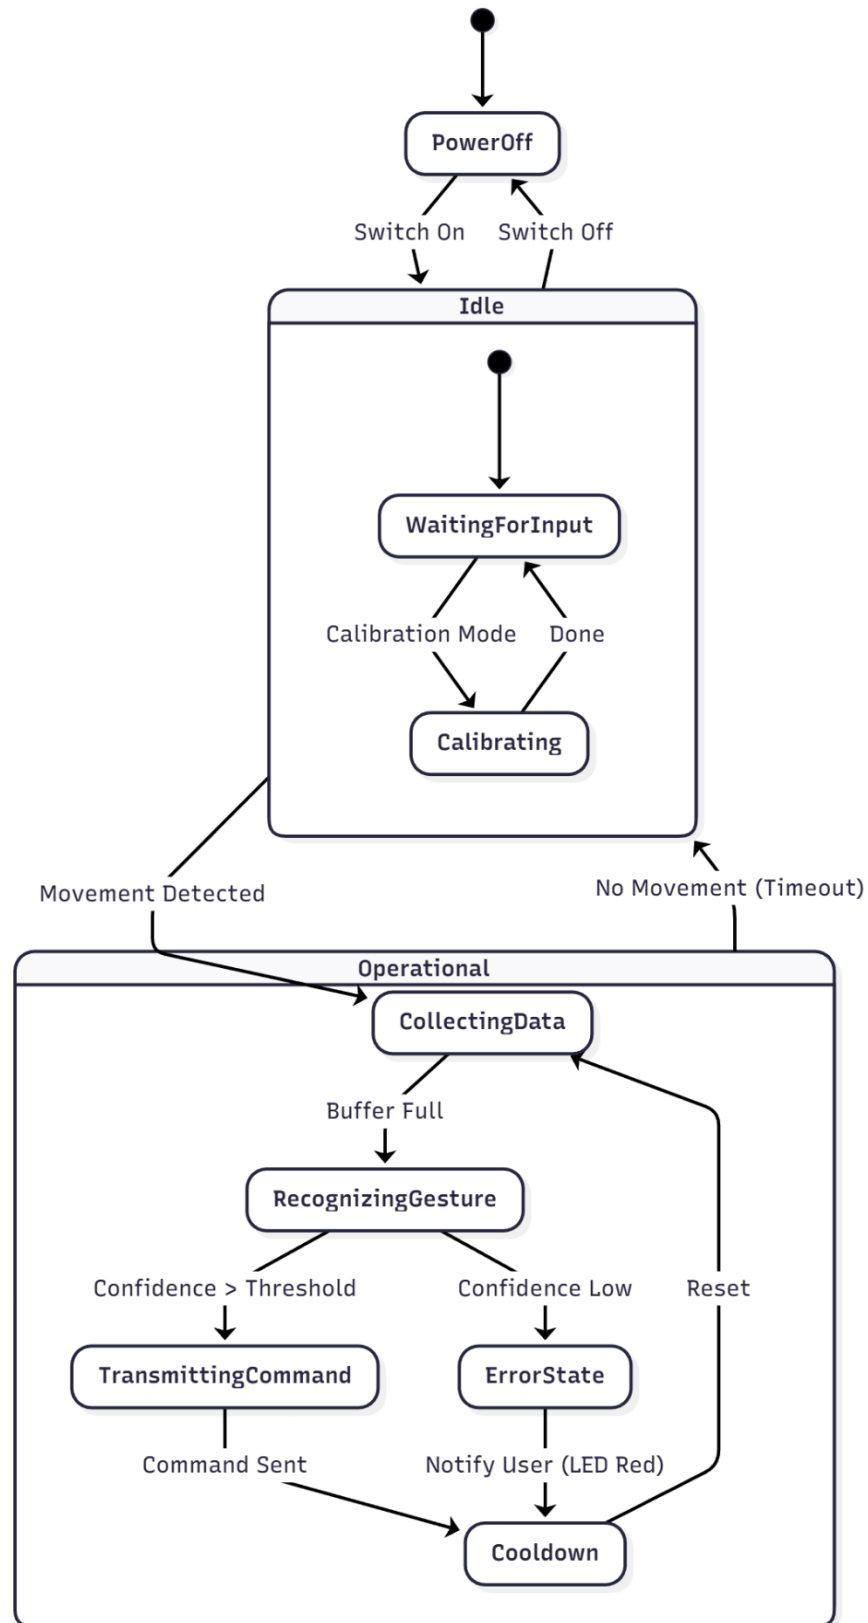 PowerOff
Switch On
Switch Off
Idle
WaitingForInput
Calibration Mode
Done
Calibrating
Movement Detected
No Movement (Timeout)
Operational
CollectingData
Buffer Full
RecognizingGesture
Confidence > Threshold
Confidence Low
Reset
TransmittingCommand
ErrorState
Command Sent
Notify User (LED Red)
Cooldown